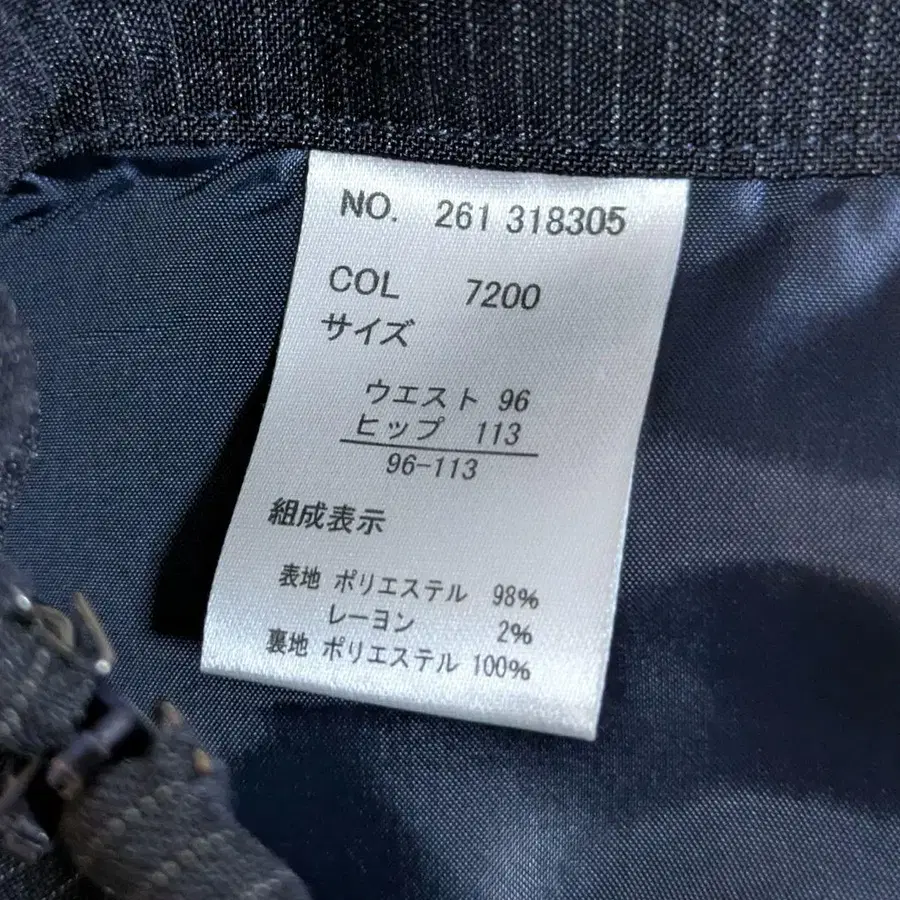 NO. 261 318305
COL 7200
サイズ
ウエスト 96
ヒップ 113
96-113
組成表示
表地 ポリエステル 98%
レーヨン 2%
裏地 ポリエステル 100%